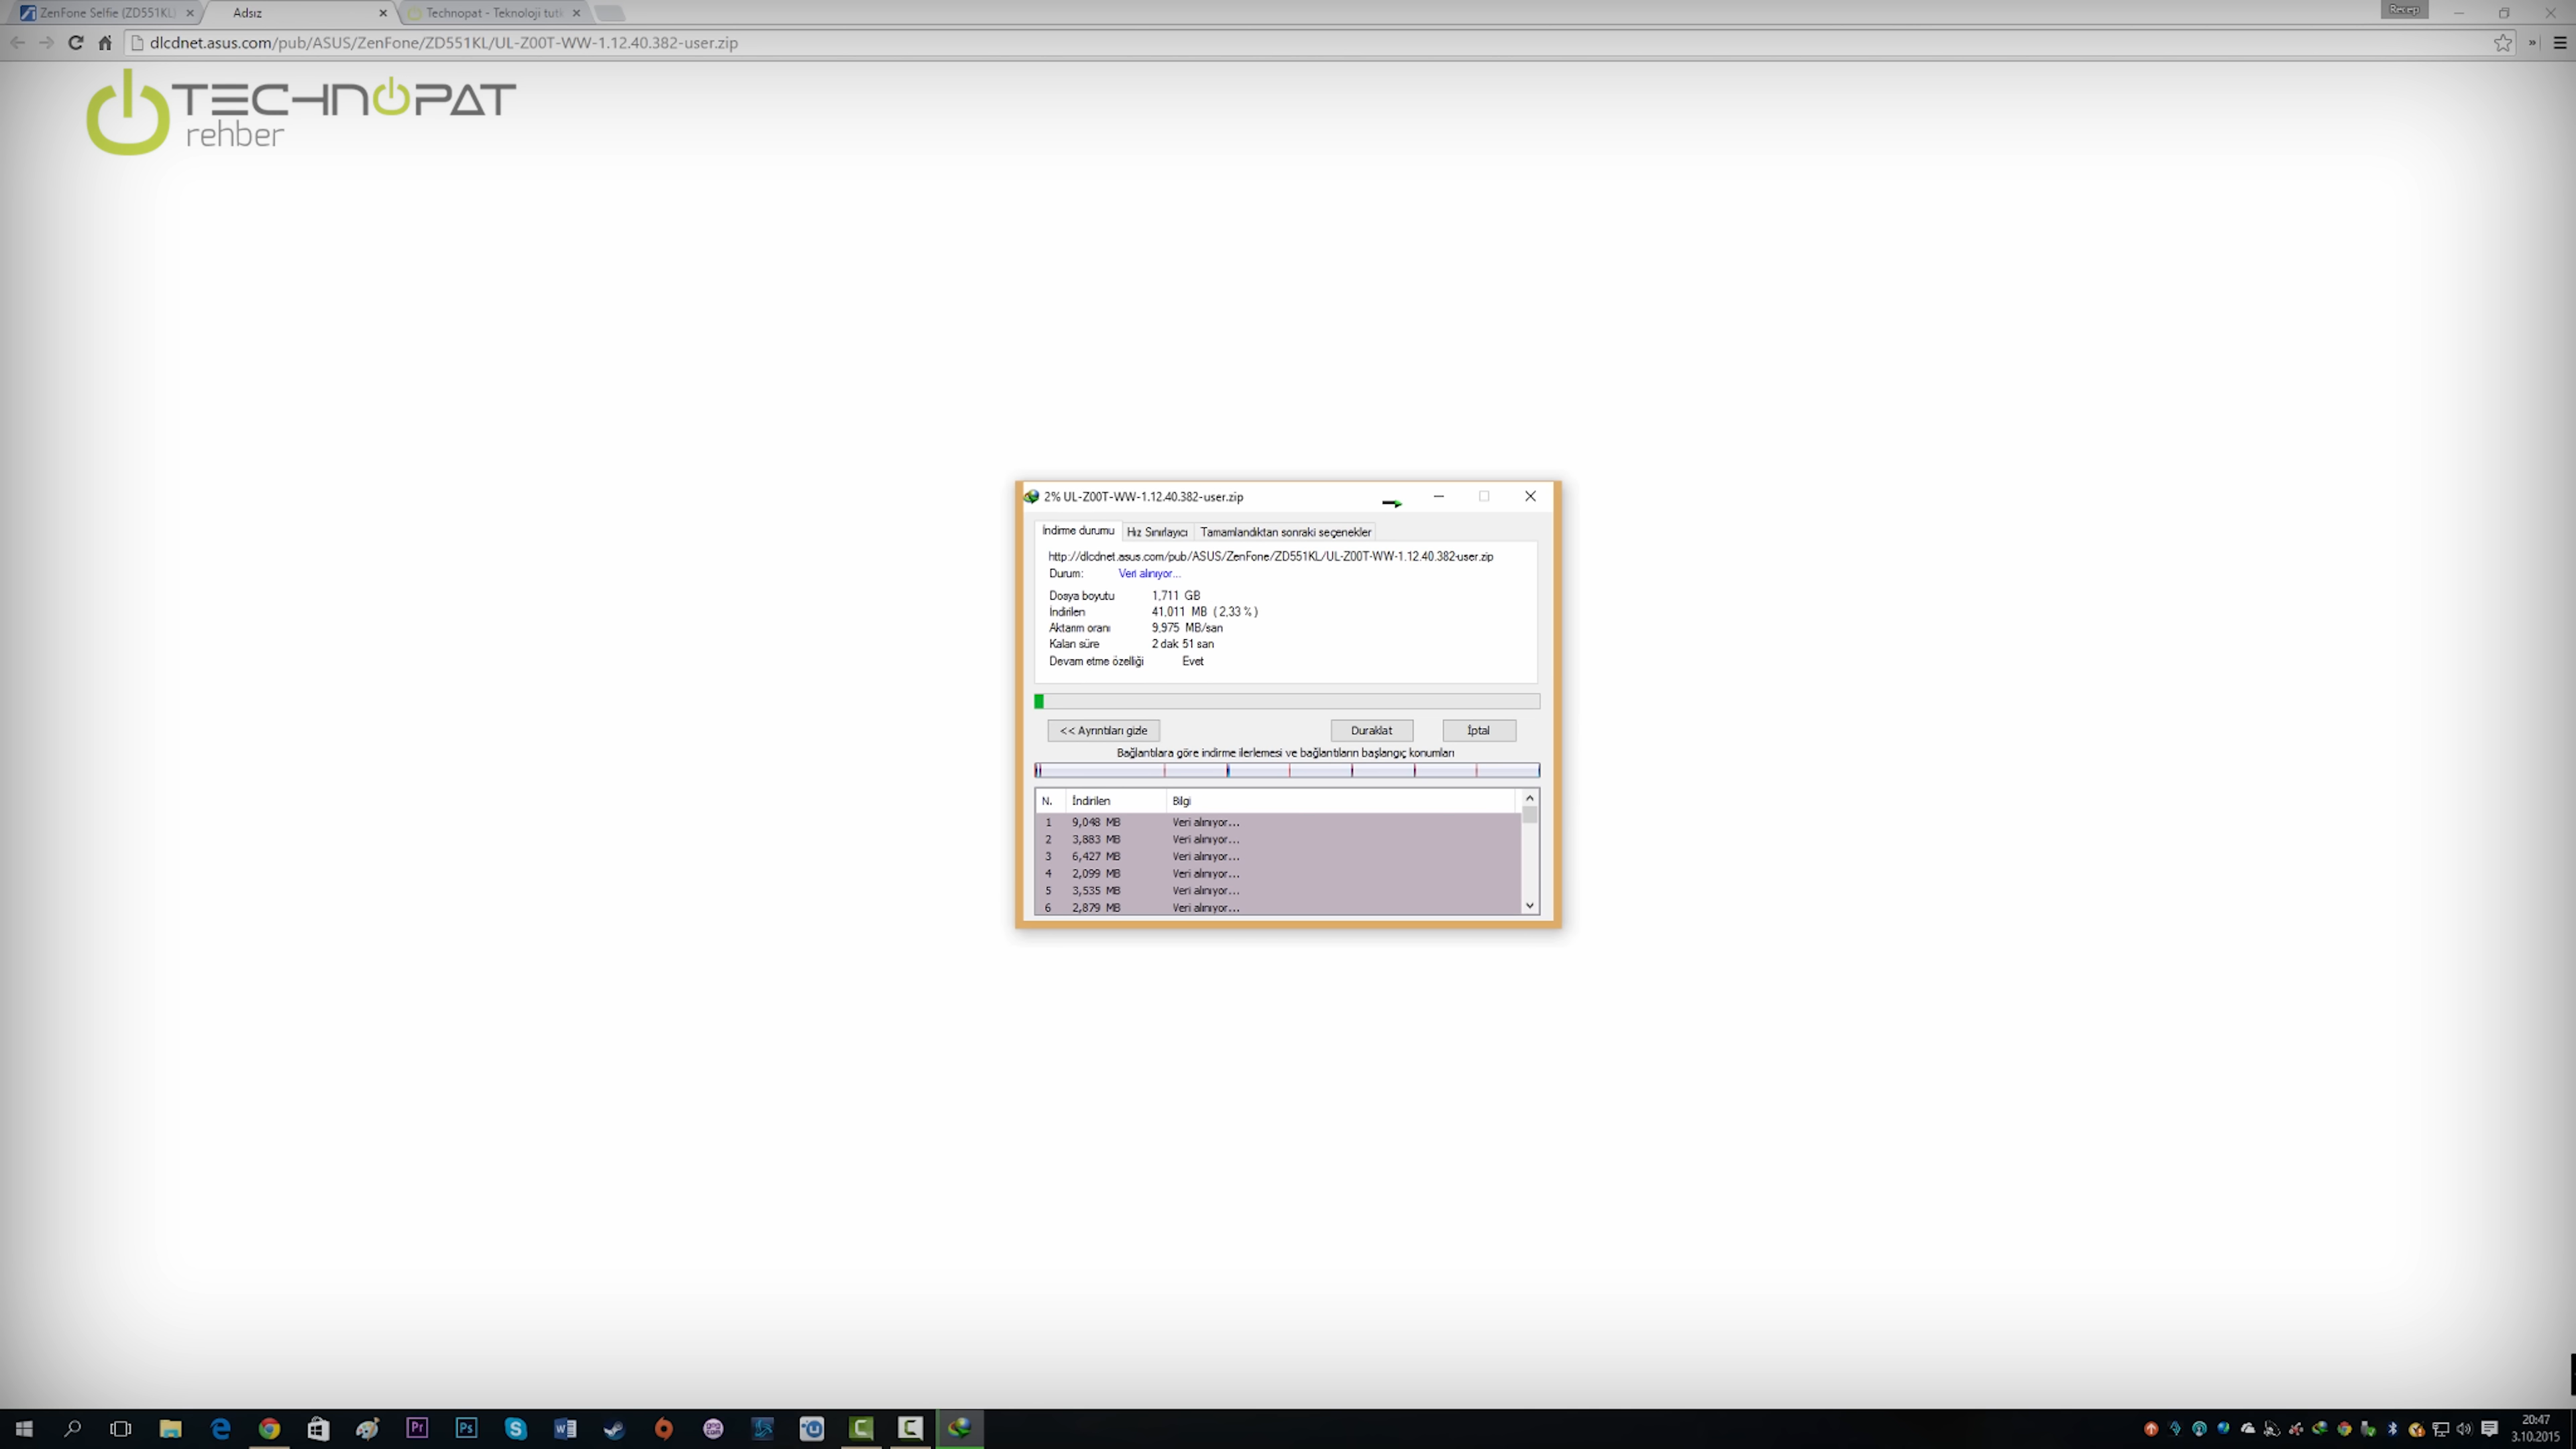 ZenFone Selfie (ZD551KL)
Adsız
Technopat - Teknoloji tutk
Recep
dlcdnet.asus.com/pub/ASUS/ZenFone/ZD551KL/UL-Z00T-WW-1.12.40.382-user.zip
TECHNOPAT
rehber
2% UL-Z00T-WW-1.12.40.382-user.zip
İndirme durumu Hız Sınırlayıcı Tamamlandıktan sonraki seçenekler
http://dlcdnet.asus.com/pub/ASUS/ZenFone/ZD551KL/UL-Z00T-WW-1.12.40.382-user.zip
Durum: Veri alınıyor...
Dosya boyutu 1,711 GB
İndirilen 41,011 MB ( 2,33 % )
Aktarım oranı 9,975 MB/san
Kalan süre 2 dak 51 san
Devam etme özelliği Evet
<< Ayrıntıları gizle Duraklat İptal
Bağlantılara göre indirme ilerlemesi ve bağlantıların başlangıç konumları
N. İndirilen Bilgi
1 9,048 MB Veri alınıyor...
2 3,883 MB Veri alınıyor...
3 6,427 MB Veri alınıyor...
4 2,099 MB Veri alınıyor...
5 3,535 MB Veri alınıyor...
6 2,879 MB Veri alınıyor...
Pr
Ps
20:47
3.10.2015